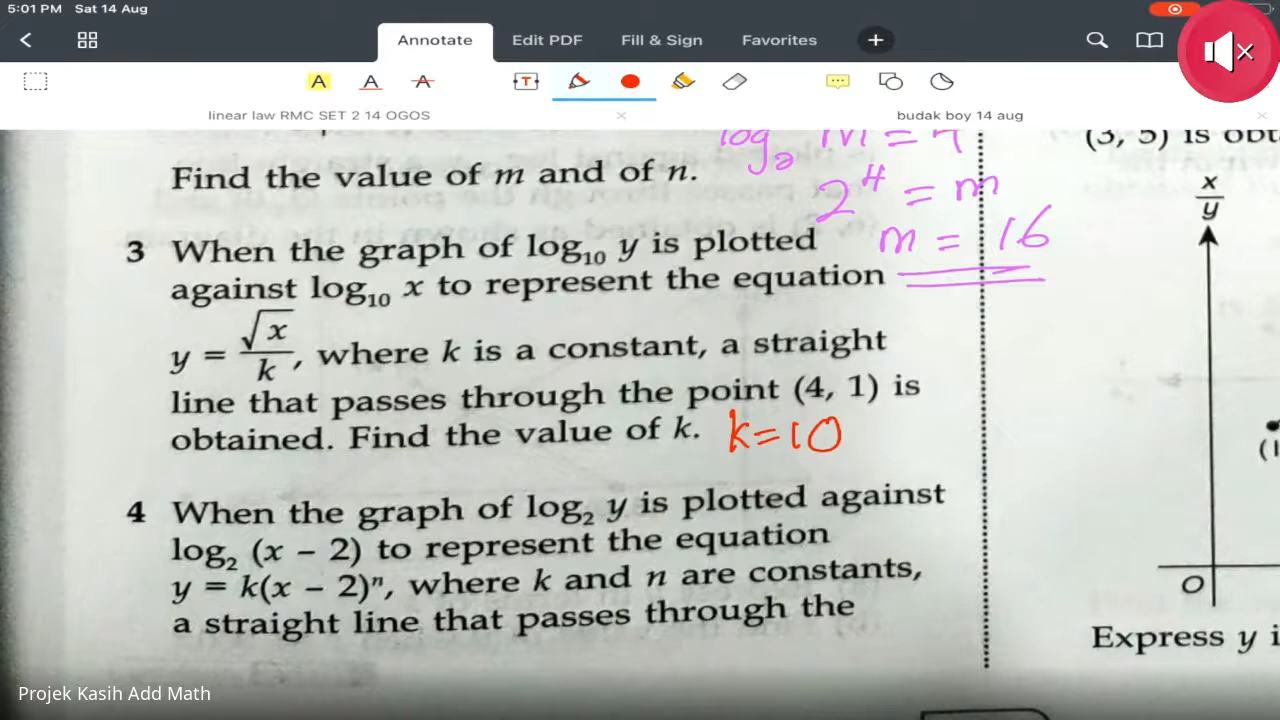 5:01 PM Sat 14 Aug
Annotate Edit PDF Fill & Sign Favorites
A A A T
linear law RMC SET 2 14 OGOS × budak boy 14 aug ×
log₂ m = 4
Find the value of m and of n.
2⁴ = m
m = 16
3 When the graph of log₁₀ y is plotted
against log₁₀ x to represent the equation
y = √x/k, where k is a constant, a straight
line that passes through the point (4, 1) is
obtained. Find the value of k. k=10
4 When the graph of log₂ y is plotted against
log₂ (x – 2) to represent the equation
y = k(x – 2)ⁿ, where k and n are constants,
a straight line that passes through the
(3, 5) is
x/y
(1
O
Express y
Projek Kasih Add Math